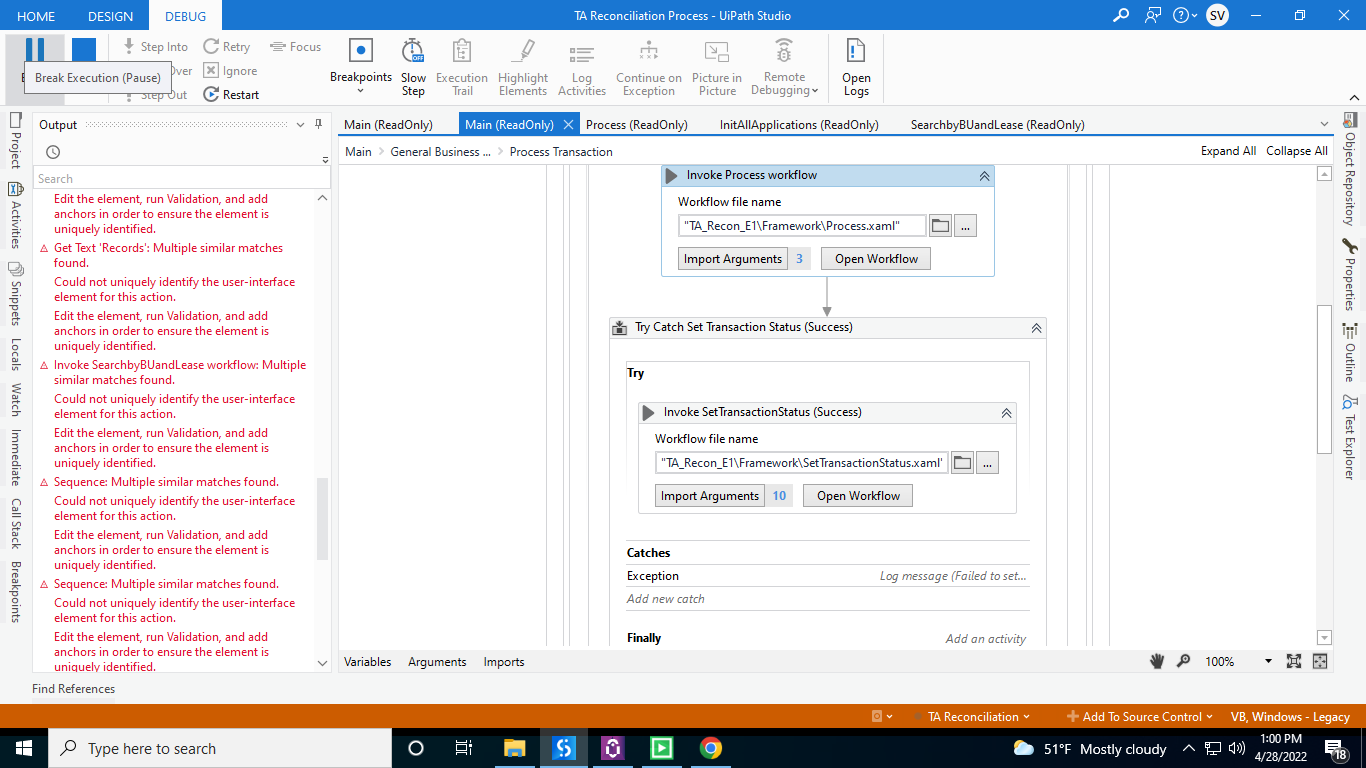 HOME
DESIGN
DEBUG
TA Reconciliation Process - UiPath Studio
SV
Step Into
Retry
Focus
Break Execution (Pause)
Over
Ignore
Step Out
Restart
Breakpoints
Slow
Step
OFF
Execution
Trail
Highlight
Elements
Log
Activities
Continue on
Exception
Picture in
Picture
Remote
Debugging
Open
Logs
Project
Activities
Snippets
Locals
Watch
Immediate
Call Stack
Breakpoints
Output
Search
Edit the element, run Validation, and add
anchors in order to ensure the element is
uniquely identified.
Get Text 'Records': Multiple similar matches
found.
Could not uniquely identify the user-interface
element for this action.
Edit the element, run Validation, and add
anchors in order to ensure the element is
uniquely identified.
Invoke SearchbyBUandLease workflow: Multiple
similar matches found.
Could not uniquely identify the user-interface
element for this action.
Edit the element, run Validation, and add
anchors in order to ensure the element is
uniquely identified.
Sequence: Multiple similar matches found.
Could not uniquely identify the user-interface
element for this action.
Edit the element, run Validation, and add
anchors in order to ensure the element is
uniquely identified.
Sequence: Multiple similar matches found.
Could not uniquely identify the user-interface
element for this action.
Edit the element, run Validation, and add
anchors in order to ensure the element is
uniquely identified.
Find References
Main (ReadOnly)
Main (ReadOnly)
Process (ReadOnly)
InitAllApplications (ReadOnly)
SearchbyBUandLease (ReadOnly)
Main
General Business ...
Process Transaction
Expand All
Collapse All
Invoke Process workflow
Workflow file name
"TA_Recon_E1\Framework\Process.xaml"
...
Import Arguments
3
Open Workflow
Try Catch Set Transaction Status (Success)
Try
Invoke SetTransactionStatus (Success)
Workflow file name
"TA_Recon_E1\Framework\SetTransactionStatus.xaml'
...
Import Arguments
10
Open Workflow
Catches
Exception
Log message (Failed to set...
Add new catch
Finally
Add an activity
Variables
Arguments
Imports
100%
Object Repository
Properties
Outline
Test Explorer
TA Reconciliation
Add To Source Control
VB, Windows - Legacy
Type here to search
51°F Mostly cloudy
1:00 PM
4/28/2022
18